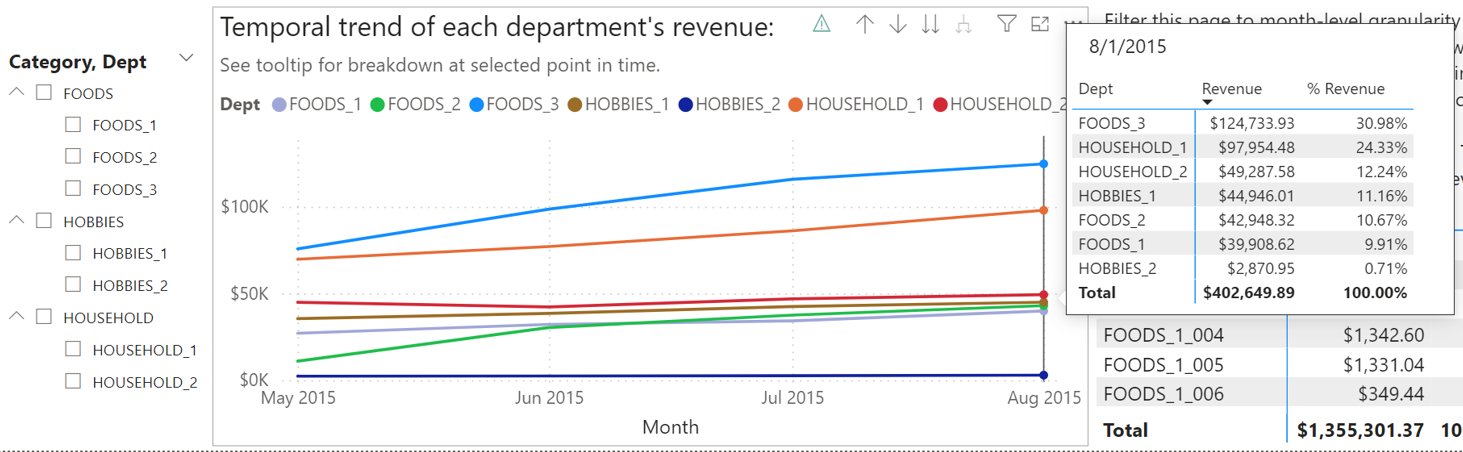 Category, Dept
FOODS
FOODS_1
FOODS_2
FOODS_3
HOBBIES
HOBBIES_1
HOBBIES_2
HOUSEHOLD
HOUSEHOLD_1
HOUSEHOLD_2
Temporal trend of each department's revenue:
See tooltip for breakdown at selected point in time.
Dept FOODS_1 FOODS_2 FOODS_3 HOBBIES_1 HOBBIES_2 HOUSEHOLD_1 HOUSEHOLD_2
$100K
$50K
$0K
May 2015 Jun 2015 Jul 2015 Aug 2015
Month
Filter this page to month-level granularity
8/1/2015
Dept Revenue % Revenue
FOODS_3 $124,733.93 30.98%
HOUSEHOLD_1 $97,954.48 24.33%
HOUSEHOLD_2 $49,287.58 12.24%
HOBBIES_1 $44,946.01 11.16%
FOODS_2 $42,948.32 10.67%
FOODS_1 $39,908.62 9.91%
HOBBIES_2 $2,870.95 0.71%
Total $402,649.89 100.00%
FOODS_1_004 $1,342.60
FOODS_1_005 $1,331.04
FOODS_1_006 $349.44
Total $1,355,301.37 10